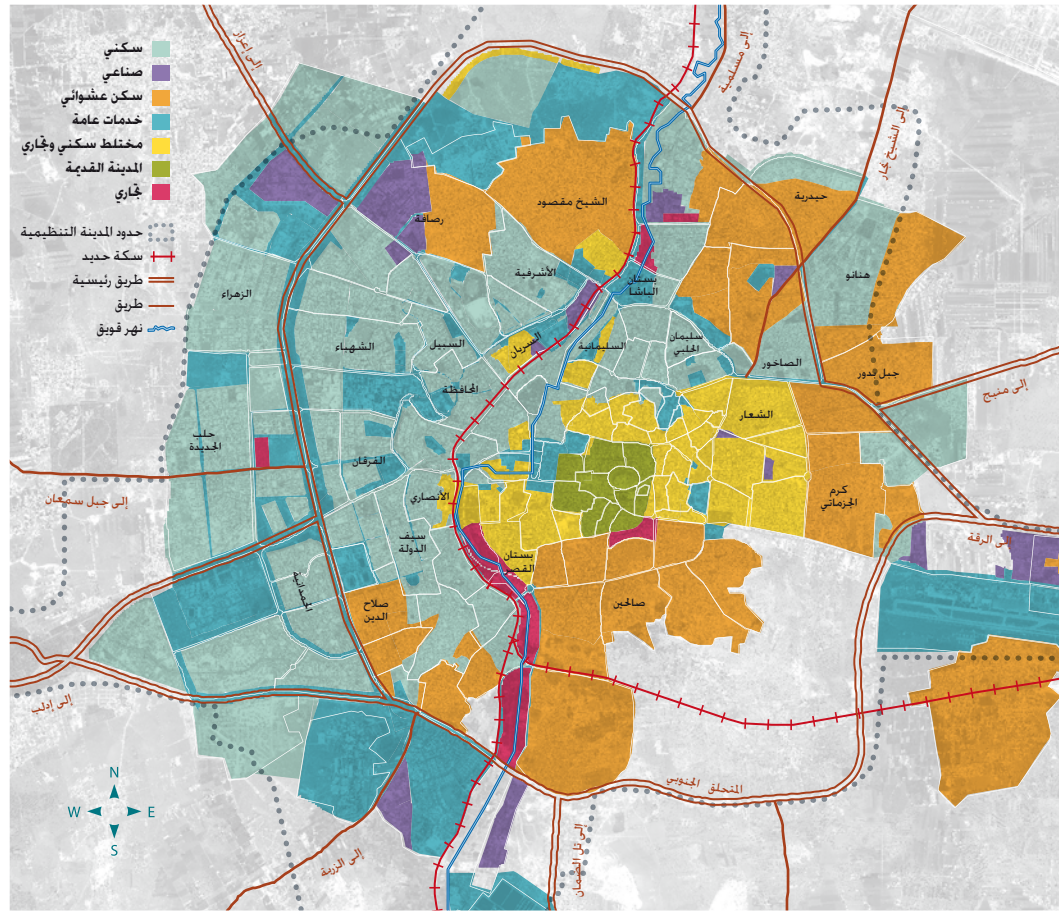 سكني
صناعي
سكن عشوائي
خدمات عامة
مختلط سكني وتجاري
المدينة القديمة
تجاري
حدود المدينة التنظيمية
سكة حديد
طريق رئيسية
طريق
نهر قويق
إلى إعزاز
إلى مسلمية
إلى الشيخ نجار
حيدرية
الشيخ مقصود
رصافة
هنانو
الأشرفية
بستان
الباشا
الزهراء
الشهباء
السبيل
السريان
السليمانية
سليمان
الحلبي
الصاخور
جبل بدور
إلى منبج
المحافظة
الشعار
حلب
الجديدة
الفرقان
الأنصاري
كرم
الجزماتي
إلى جبل سمعان
سيف
الدولة
بستان
القصر
إلى الرقة
الحمدانية
صلاح
الدين
صالحين
إلى إدلب
المتحلق الجنوبي
إلى الزربة
إلى تل الضمان
N
W E
S